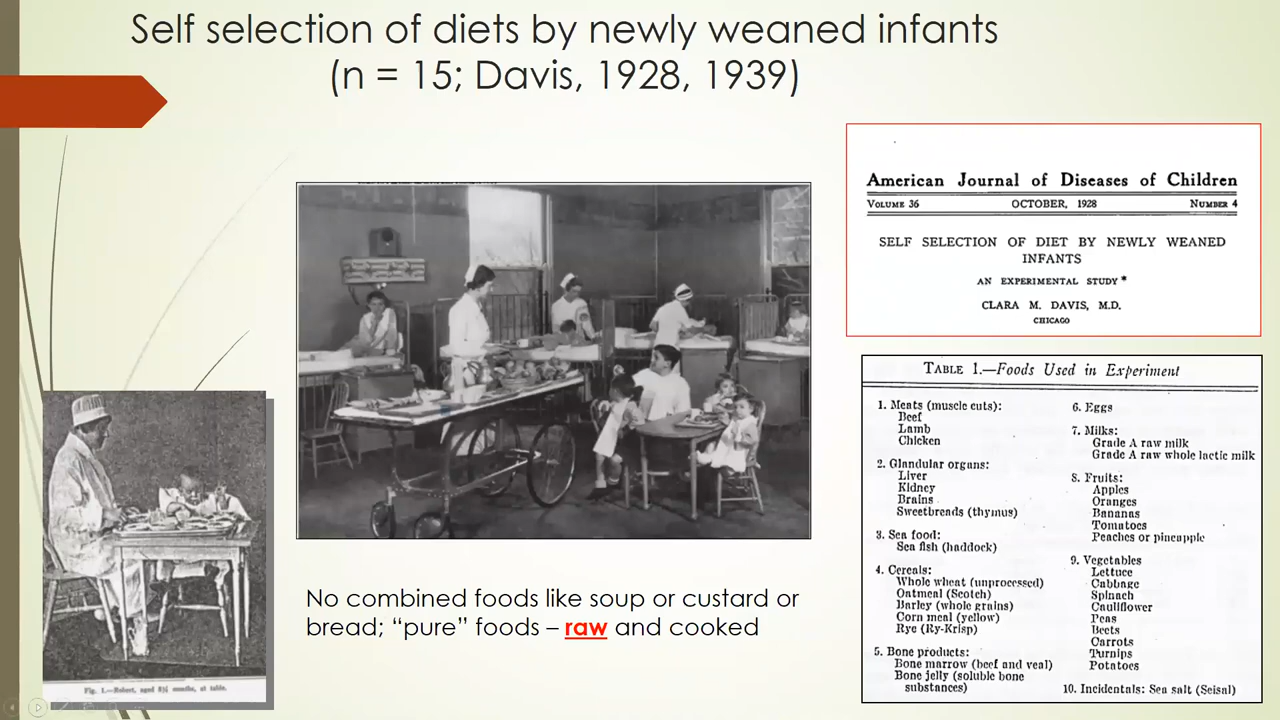 Self selection of diets by newly weaned infants
(n = 15; Davis, 1928, 1939)
American Journal of Diseases of Children
VOLUME 36 OCTOBER, 1928 NUMBER 4
SELF SELECTION OF DIET BY NEWLY WEANED
INFANTS
AN EXPERIMENTAL STUDY *
CLARA M. DAVIS, M.D.
CHICAGO
TABLE 1.—Foods Used in Experiment
1. Meats (muscle cuts):
Beef
Lamb
Chicken
2. Glandular organs:
Liver
Kidney
Brains
Sweetbreads (thymus)
3. Sea food:
Sea fish (haddock)
4. Cereals:
Whole wheat (unprocessed)
Oatmeal (Scotch)
Barley (whole grains)
Corn meal (yellow)
Rye (Ry-Krisp)
5. Bone products:
Bone marrow (beef and veal)
Bone jelly (soluble bone
substances)
6. Eggs
7. Milks:
Grade A raw milk
Grade A raw whole lactic milk
8. Fruits:
Apples
Oranges
Bananas
Tomatoes
Peaches or pineapple
9. Vegetables
Lettuce
Cabbage
Spinach
Cauliflower
Peas
Beets
Carrots
Turnips
Potatoes
10. Incidentals: Sea salt (Seisal)
No combined foods like soup or custard or
bread; “pure” foods – raw and cooked
Fig. 1.—Robert, aged 8½ months, at table.